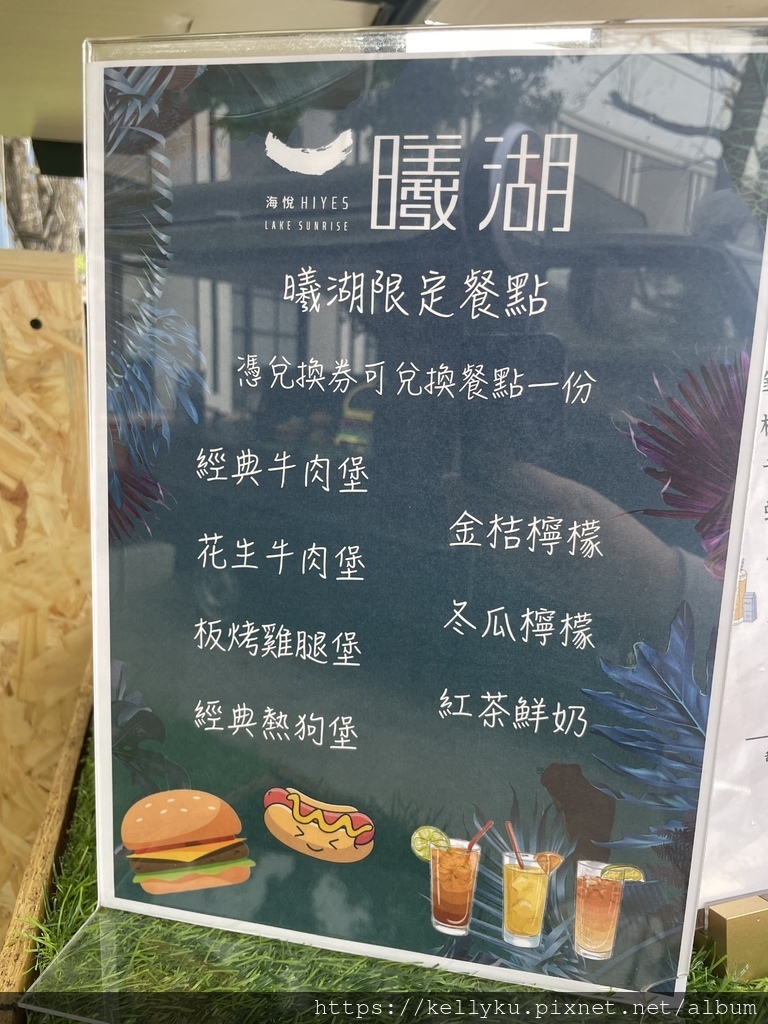 海悅 HIYES
LAKE SUNRISE
曦湖
曦湖限定餐點
憑兌換券可兌換餐點一份
經典牛肉堡
花生牛肉堡
板烤雞腿堡
經典熱狗堡
金桔檸檬
冬瓜檸檬
紅茶鮮奶
https://kellyku.pixnet.net/album